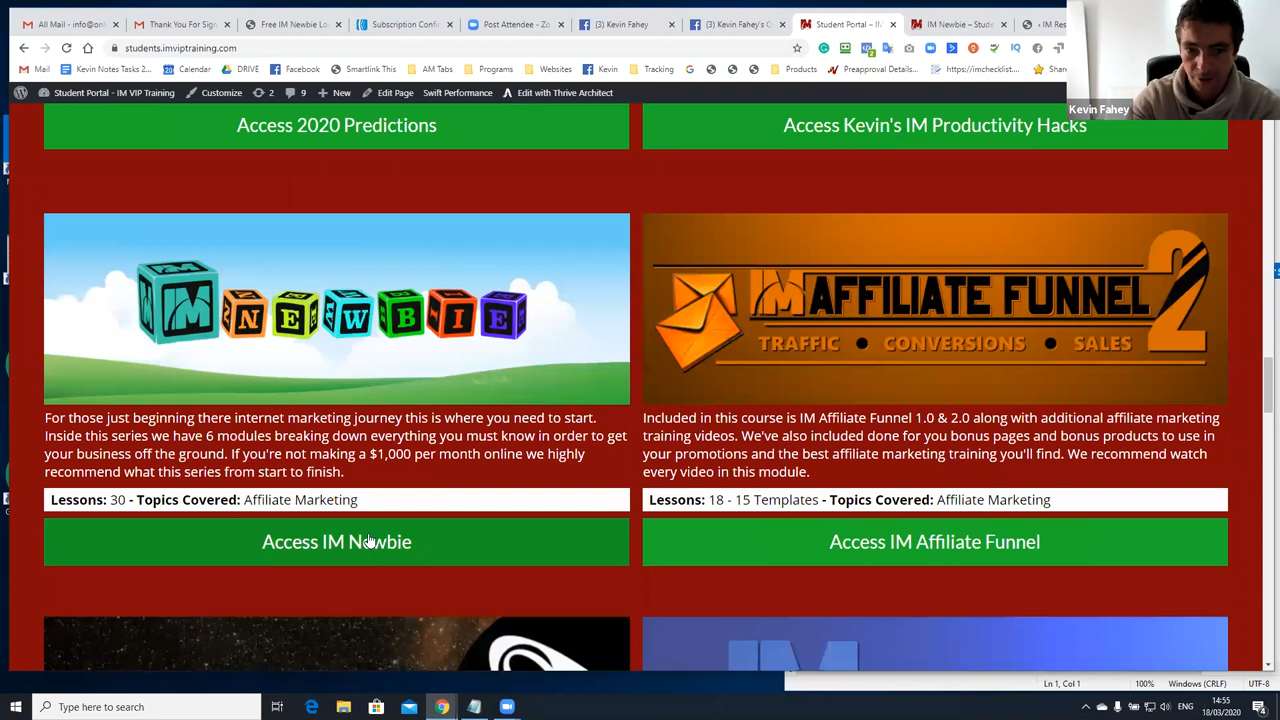 All Mail - info@onl
Thank You For Sign
Free IM Newbie Lo
Subscription Confir
Post Attendee - Zo
(3) Kevin Fahey
(3) Kevin Fahey's C
Student Portal – IM
IM Newbie – Stude
students.imviptraining.com
Mail
Kevin Notes Tasks 2...
Calendar
DRIVE
Facebook
Smartlink This
AM Tabs
Programs
Websites
Kevin
Tracking
Products
Preapproval Details...
https://imchecklist....
Shar
Kevin Fahey
Student Portal - IM VIP Training
Customize
2
9
New
Edit Page
Swift Performance
Edit with Thrive Architect
Access 2020 Predictions
Access Kevin's IM Productivity Hacks
IM NEWBIE
IM AFFILIATE FUNNEL 2
TRAFFIC ● CONVERSIONS ● SALES
For those just beginning there internet marketing journey this is where you need to start.
Inside this series we have 6 modules breaking down everything you must know in order to get
your business off the ground. If you're not making a $1,000 per month online we highly
recommend what this series from start to finish.
Included in this course is IM Affiliate Funnel 1.0 & 2.0 along with additional affiliate marketing
training videos. We've also included done for you bonus pages and bonus products to use in
your promotions and the best affiliate marketing training you'll find. We recommend watch
every video in this module.
Lessons: 30 - Topics Covered: Affiliate Marketing
Lessons: 18 - 15 Templates - Topics Covered: Affiliate Marketing
Access IM Newbie
Access IM Affiliate Funnel
IM
Ln 1, Col 1
100%
Windows (CRLF)
UTF-8
Type here to search
ENG
14:55
18/03/2020